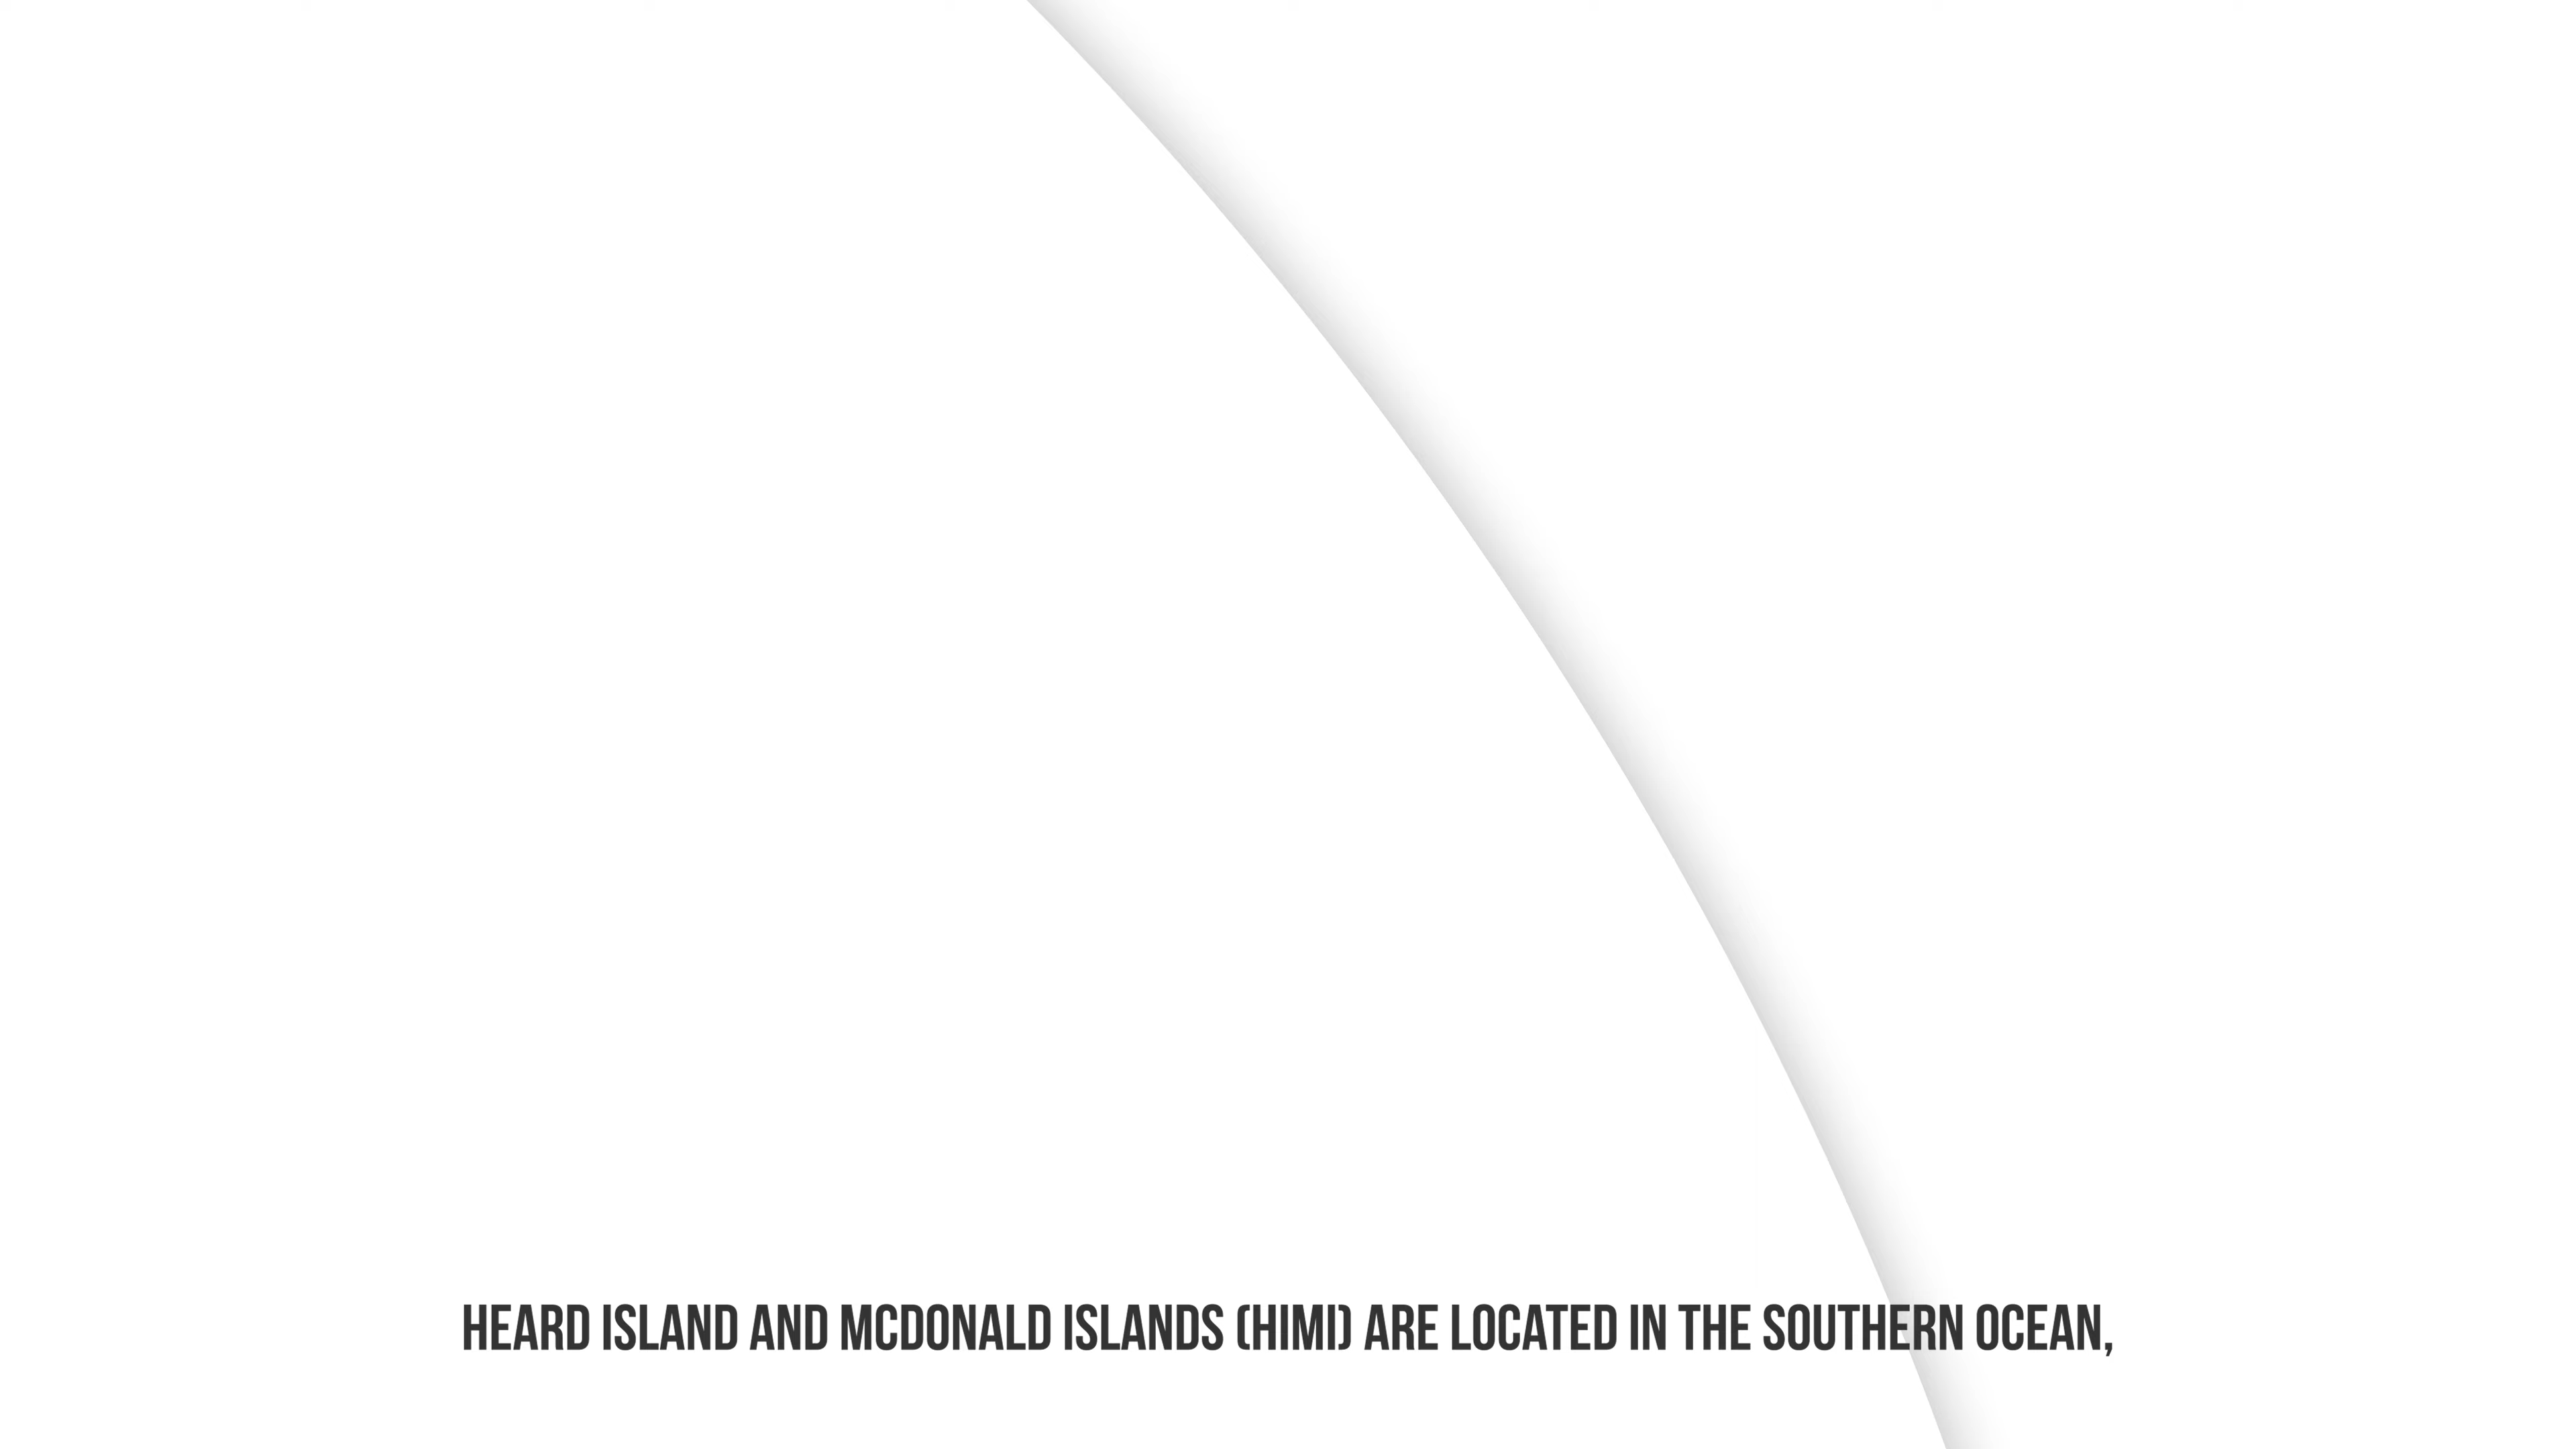 HEARD ISLAND AND MCDONALD ISLANDS (HIMI) ARE LOCATED IN THE SOUTHERN OCEAN,